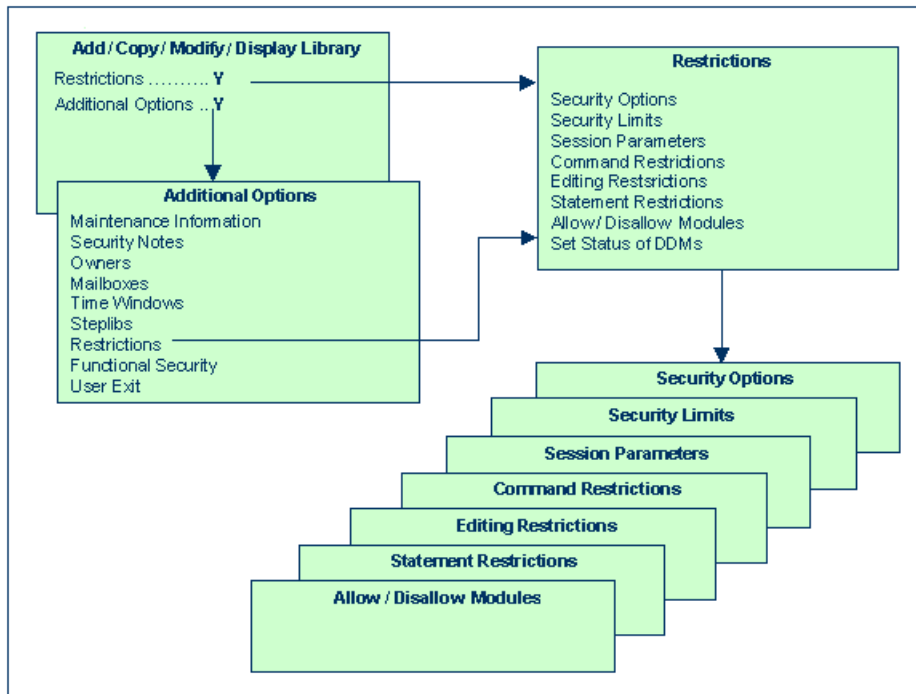 Add / Copy / Modify / Display Library
Restrictions .......... Y
Additional Options .. Y
Additional Options
Maintenance Information
Security Notes
Owners
Mailboxes
Time Windows
Steplibs
Restrictions
Functional Security
User Exit
Restrictions
Security Options
Security Limits
Session Parameters
Command Restrictions
Editing Restsrictions
Statement Restrictions
Allow / Disallow Modules
Set Status of DDMs
Security Options
Security Limits
Session Parameters
Command Restrictions
Editing Restrictions
Statement Restrictions
Allow / Disallow Modules